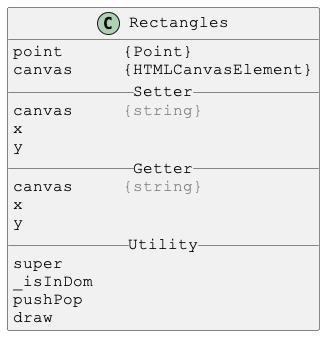 C Rectangles
point {Point}
canvas {HTMLCanvasElement}
Setter
canvas {string}
x
y
Getter
canvas {string}
x
y
Utility
super
_isInDom
pushPop
draw